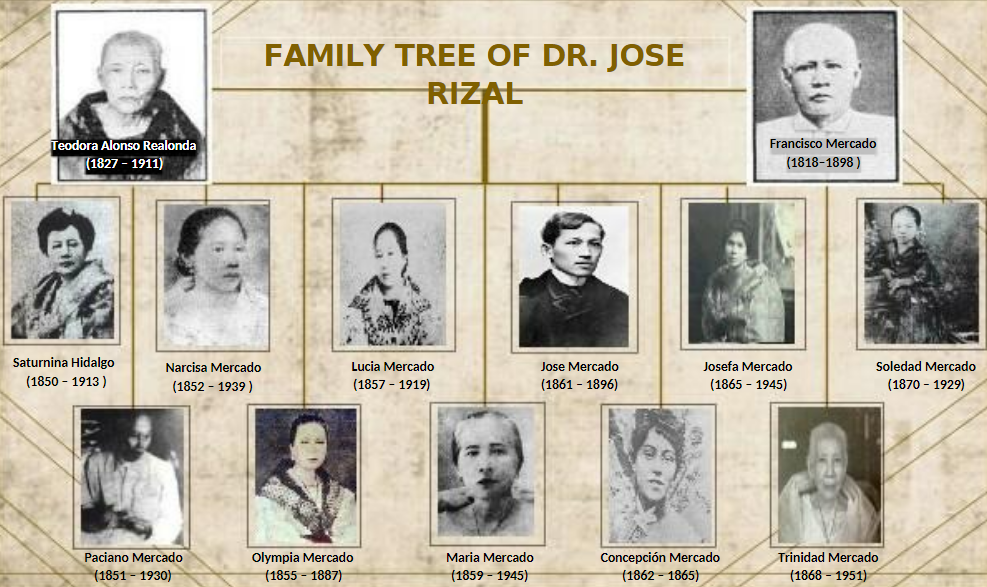 FAMILY TREE OF DR. JOSE
RIZAL
Teodora Alonso Realonda
(1827 – 1911)
Francisco Mercado
(1818–1898 )
Saturnina Hidalgo
(1850 – 1913 )
Narcisa Mercado
(1852 – 1939 )
Lucia Mercado
(1857 – 1919)
Jose Mercado
(1861 – 1896)
Josefa Mercado
(1865 – 1945)
Soledad Mercado
(1870 – 1929)
Paciano Mercado
(1851 – 1930)
Olympia Mercado
(1855 – 1887)
Maria Mercado
(1859 – 1945)
Concepción Mercado
(1862 – 1865)
Trinidad Mercado
(1868 – 1951)